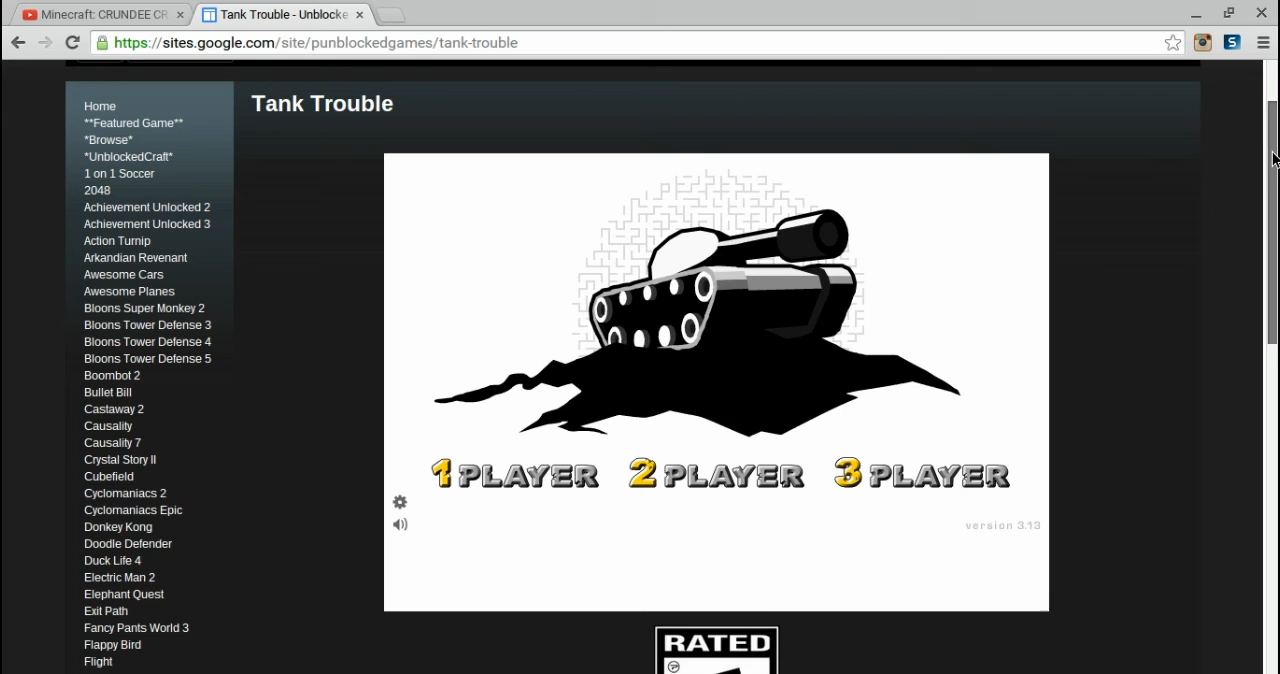 Minecraft: CRUNDEE CR
Tank Trouble - Unblocke
https://sites.google.com/site/punblockedgames/tank-trouble
Home
**Featured Game**
*Browse*
*UnblockedCraft*
1 on 1 Soccer
2048
Achievement Unlocked 2
Achievement Unlocked 3
Action Turnip
Arkandian Revenant
Awesome Cars
Awesome Planes
Bloons Super Monkey 2
Bloons Tower Defense 3
Bloons Tower Defense 4
Bloons Tower Defense 5
Boombot 2
Bullet Bill
Castaway 2
Causality
Causality 7
Crystal Story II
Cubefield
Cyclomaniacs 2
Cyclomaniacs Epic
Donkey Kong
Doodle Defender
Duck Life 4
Electric Man 2
Elephant Quest
Exit Path
Fancy Pants World 3
Flappy Bird
Flight
Tank Trouble
1 PLAYER 2 PLAYER 3 PLAYER
version 3.13
RATED